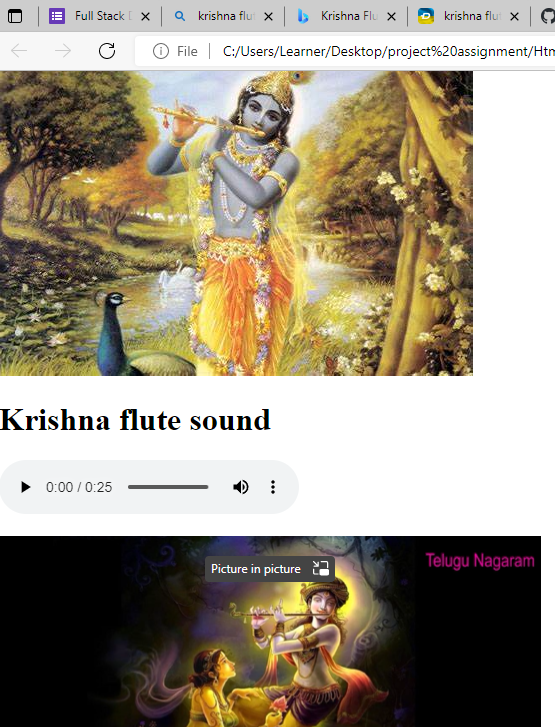 Full Stack D
krishna flut
Krishna Flu
krishna flut
File
C:/Users/Learner/Desktop/project%20assignment/Htm
Krishna flute sound
0:00 / 0:25
Picture in picture
Telugu Nagaram